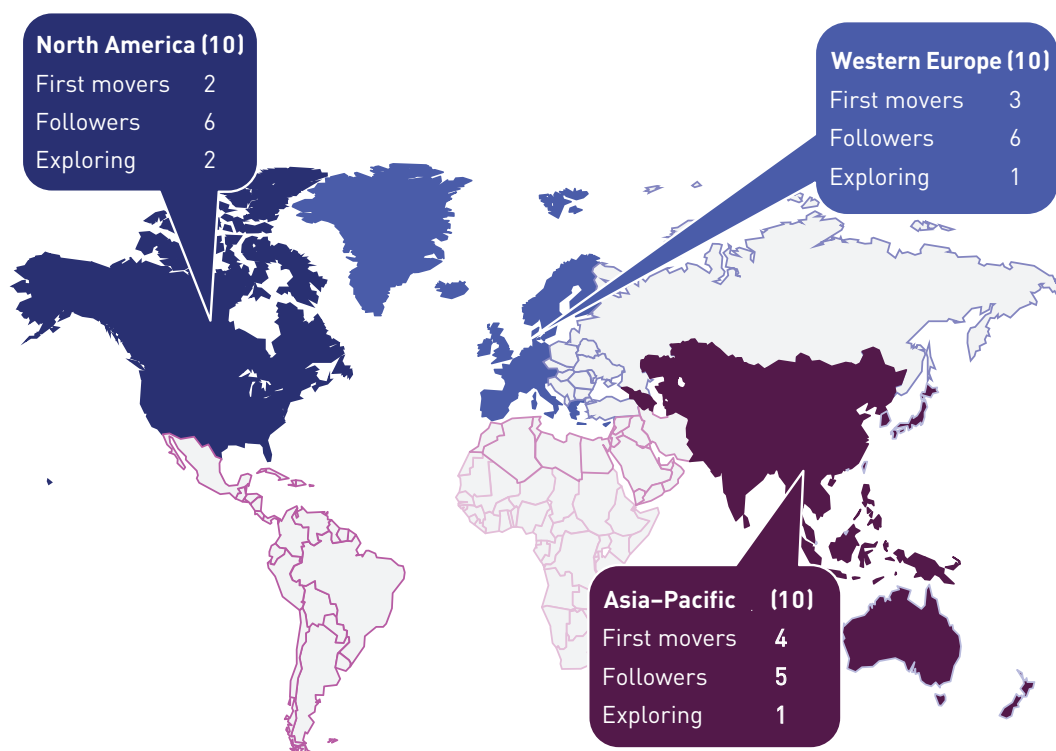 North America (10)
First movers 2
Followers 6
Exploring 2
Western Europe (10)
First movers 3
Followers 6
Exploring 1
Asia–Pacific (10)
First movers 4
Followers 5
Exploring 1